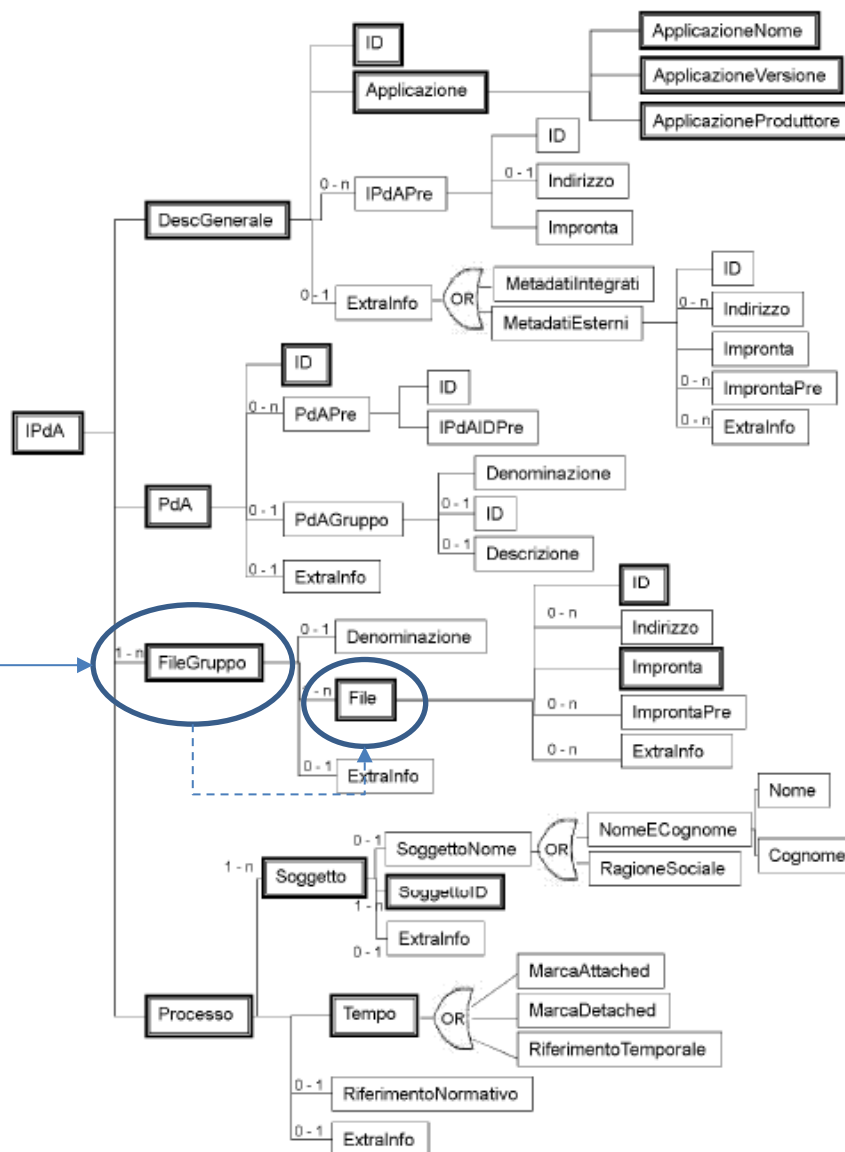 ID
Applicazione
ApplicazioneNome
ApplicazioneVersione
ApplicazioneProduttore
0 - n
IPdAPre
ID
0 - 1
Indirizzo
Impronta
DescGenerale
0 - 1
ExtraInfo
OR
MetadatiIntegrati
MetadatiEsterni
ID
0 - n
Indirizzo
Impronta
0 - n
ImprontaPre
0 - n
ExtraInfo
IPdA
PdA
ID
0 - n
PdAPre
ID
IPdAIDPre
0 - 1
PdAGruppo
Denominazione
0 - 1
ID
0 - 1
Descrizione
0 - 1
ExtraInfo
1 - n
FileGruppo
0 - 1
Denominazione
1 - n
File
ID
0 - n
Indirizzo
Impronta
0 - n
ImprontaPre
0 - n
ExtraInfo
0 - 1
ExtraInfo
Processo
1 - n
Soggetto
0 - 1
SoggettoNome
OR
NomeECognome
Nome
Cognome
RagioneSociale
SoggettoID
1 - n
ExtraInfo
0 - 1
Tempo
OR
MarcaAttached
MarcaDetached
RiferimentoTemporale
0 - 1
RiferimentoNormativo
0 - 1
ExtraInfo